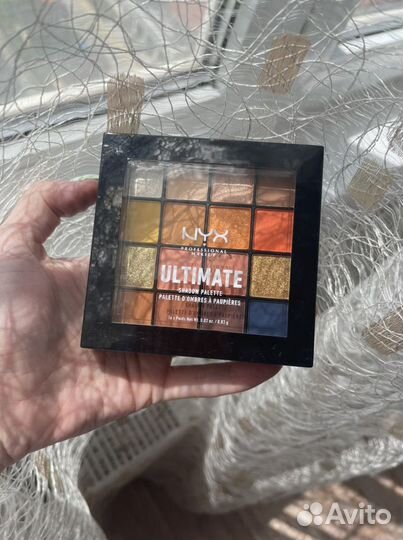 NYX
PROFESSIONAL
MAKEUP
ULTIMATE
SHADOW PALETTE
PALETTE D'OMBRES À PAUPIÈRES
Avito